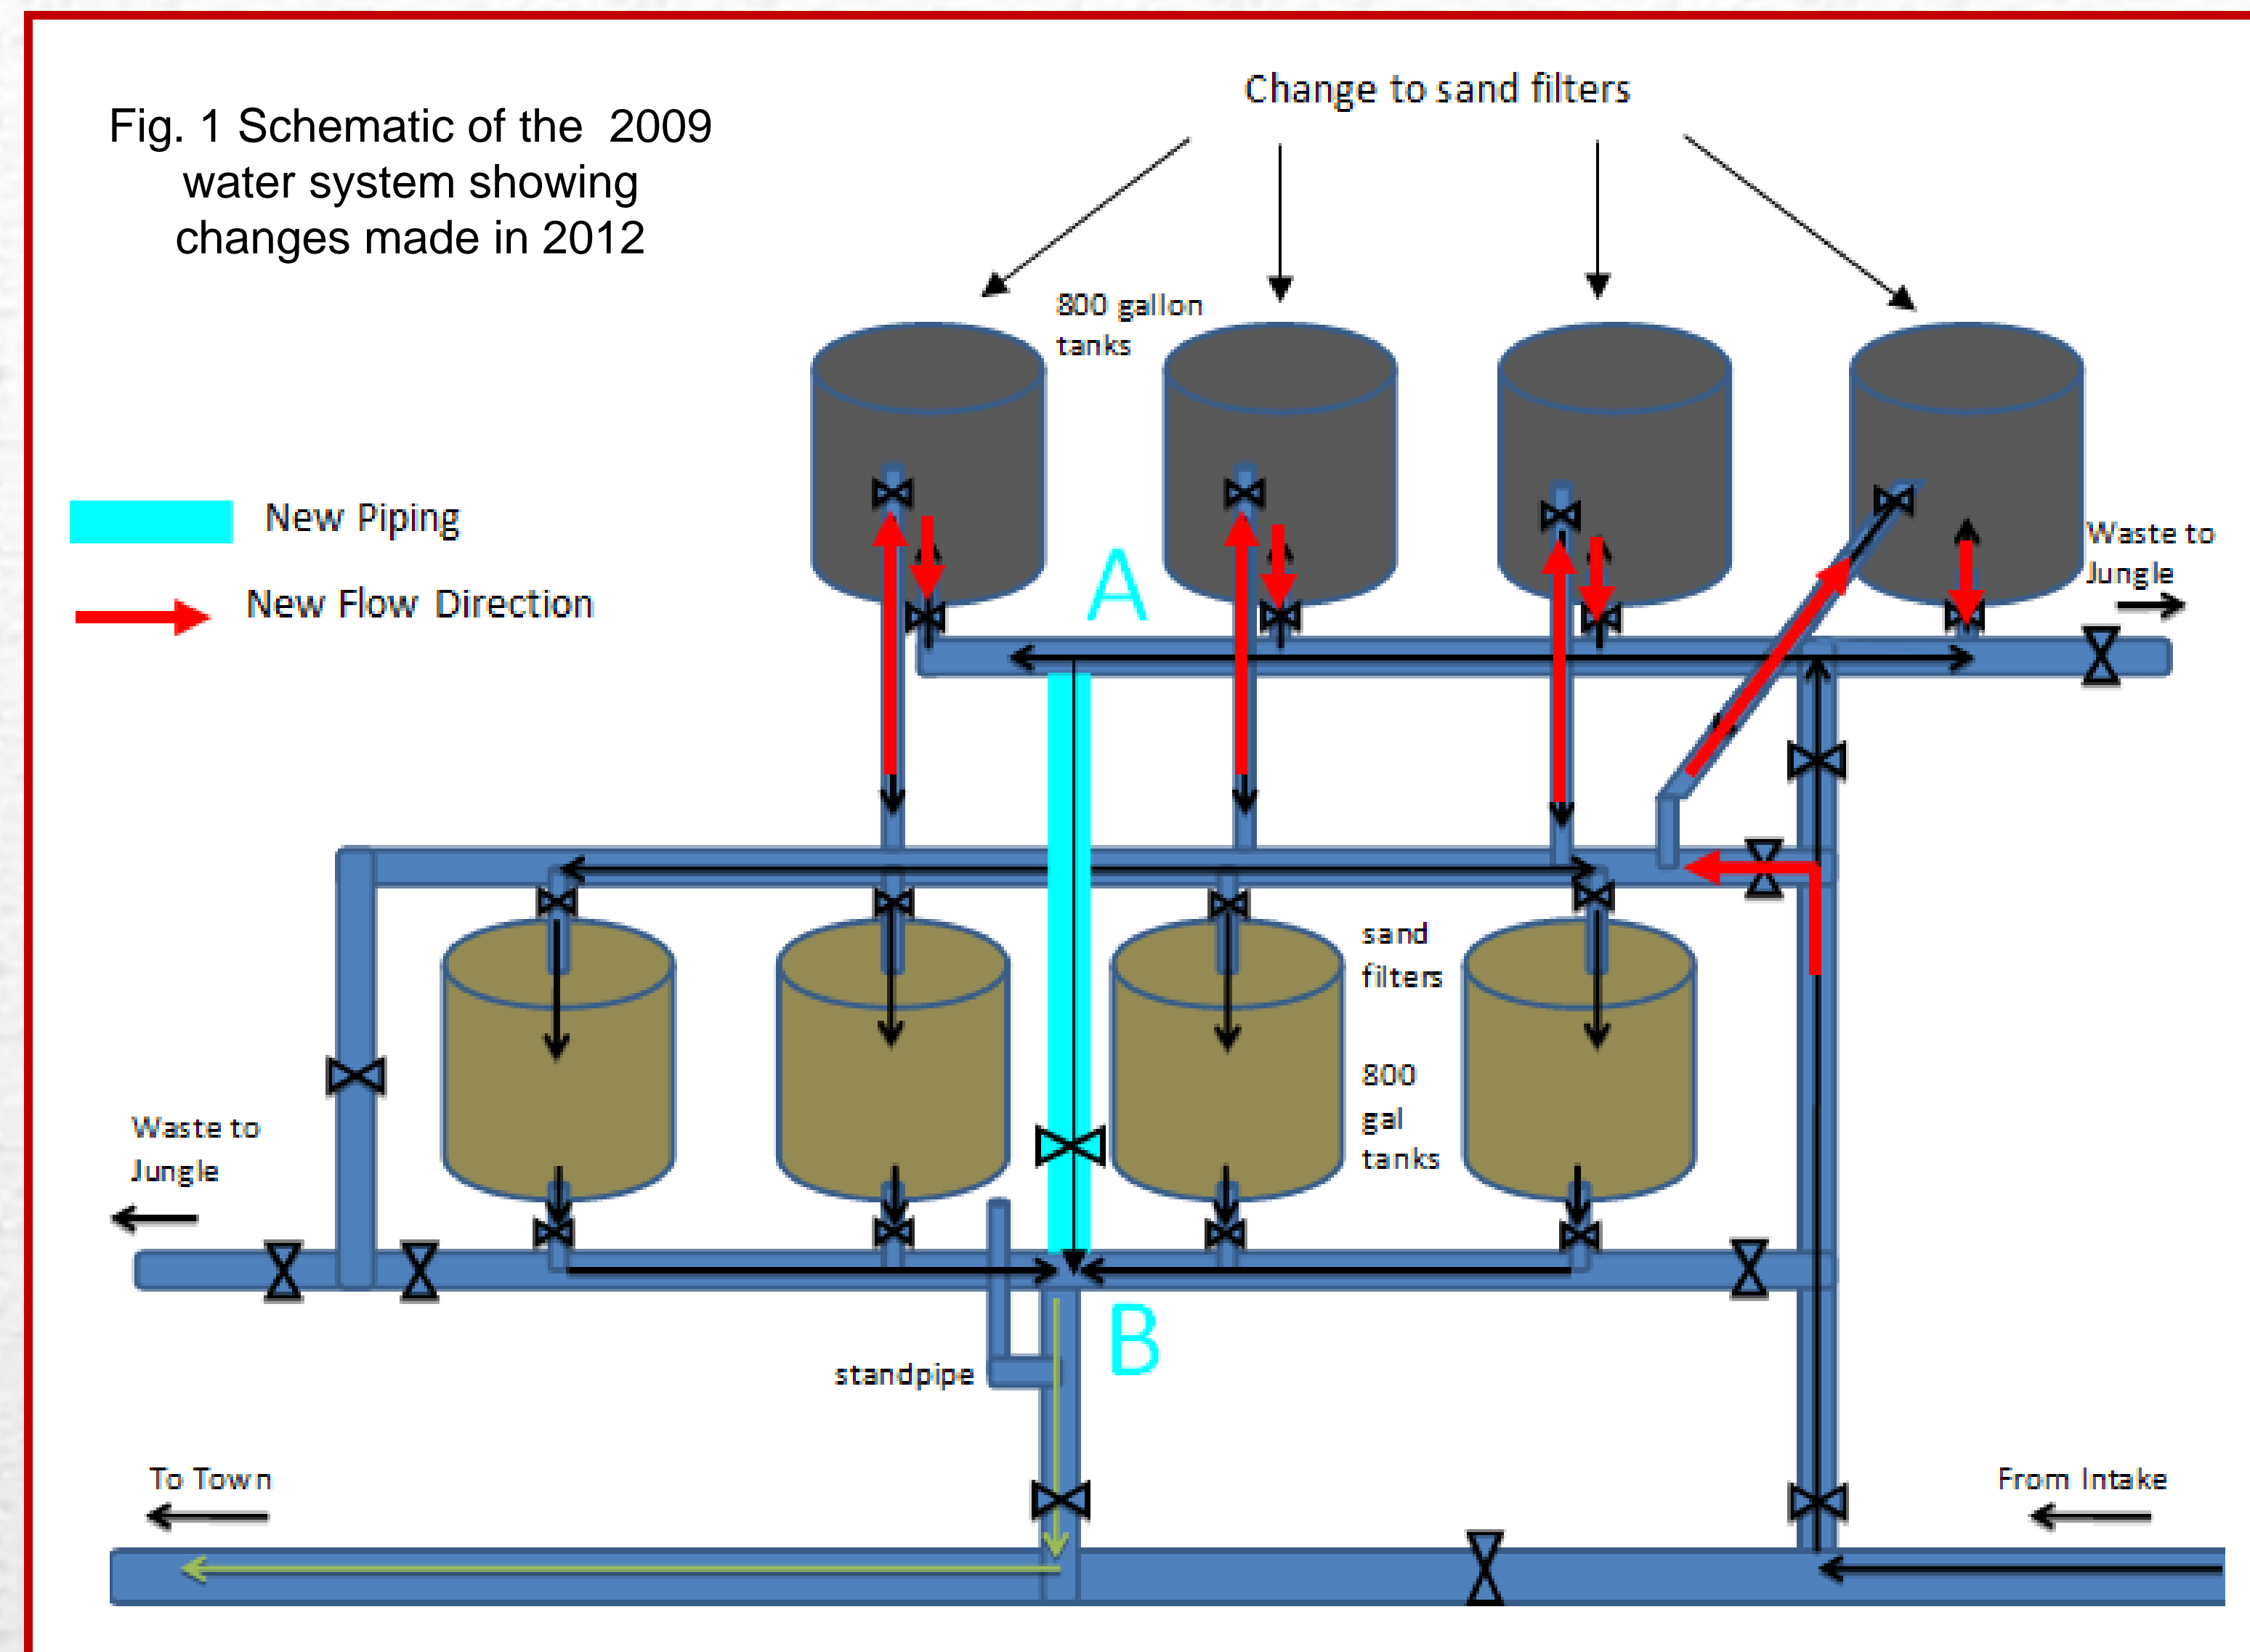 Change to sand filters
Fig. 1 Schematic of the 2009
water system showing
changes made in 2012
800 gallon
tanks
New Piping
New Flow Direction
A
Waste to
Jungle
sand
filters
800
gal
tanks
Waste to
Jungle
B
standpipe
To Town
From Intake